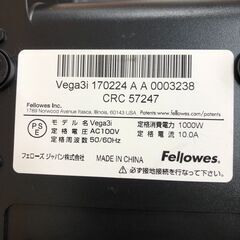 Vega3i 170224 A A 0003238
CRC 57247
Fellowes Inc.
1789 Norwood Avenue Itasca, Illinois, 60143 USA
fellowes.com/patents
PSE
モデル名 Vega3i
定格消費電力 1000W
定格電圧 AC100V
定格電流 10.0A
定格周波数 50/60Hz
フェローズ ジャパン株式会社
MADE IN CHINA
Fellowes
必ず接地接続を行って下さい